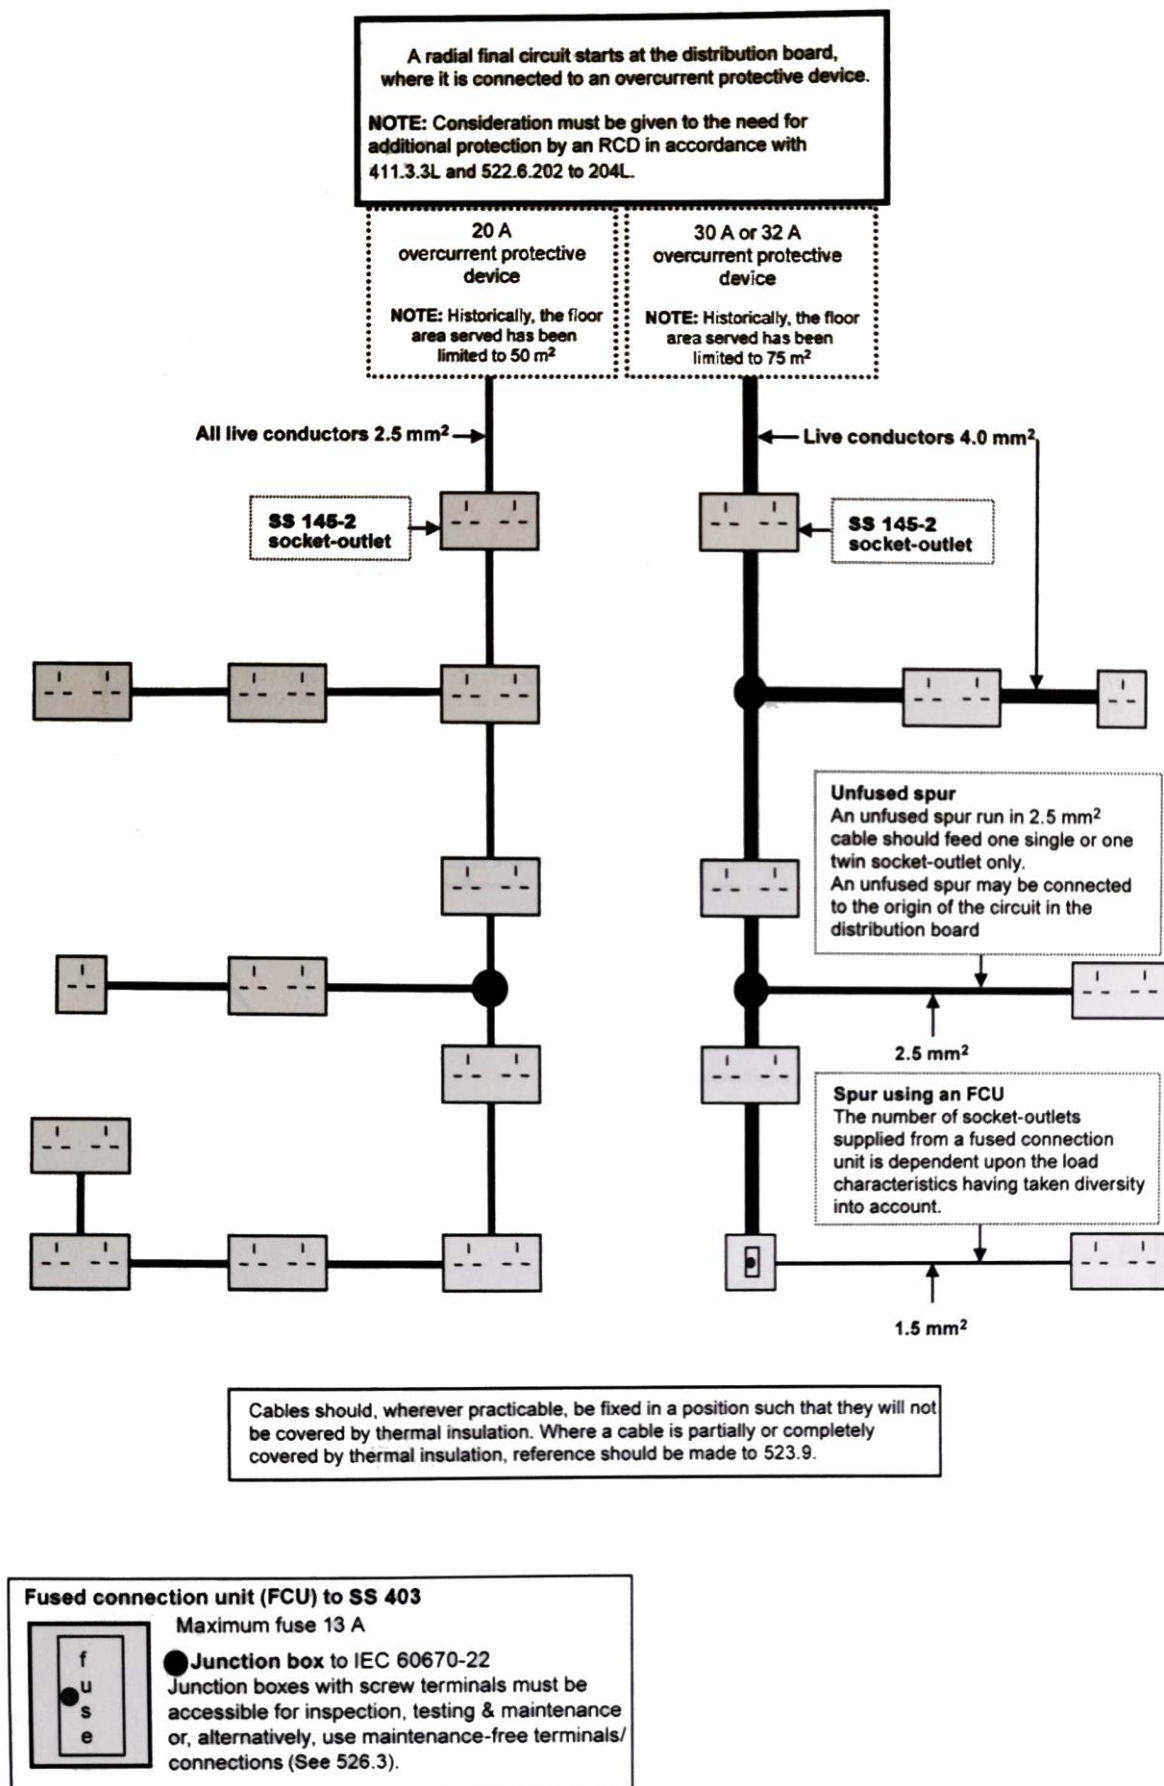 A radial final circuit starts at the distribution board,
where it is connected to an overcurrent protective device.
NOTE: Consideration must be given to the need for
additional protection by an RCD in accordance with
411.3.3L and 522.6.202 to 204L.
20 A
overcurrent protective
device
NOTE: Historically, the floor
area served has been
limited to 50 m²
30 A or 32 A
overcurrent protective
device
NOTE: Historically, the floor
area served has been
limited to 75 m²
All live conductors 2.5 mm²
Live conductors 4.0 mm²
SS 145-2
socket-outlet
SS 145-2
socket-outlet
Unfused spur
An unfused spur run in 2.5 mm²
cable should feed one single or one
twin socket-outlet only.
An unfused spur may be connected
to the origin of the circuit in the
distribution board
2.5 mm²
Spur using an FCU
The number of socket-outlets
supplied from a fused connection
unit is dependent upon the load
characteristics having taken diversity
into account.
1.5 mm²
Cables should, wherever practicable, be fixed in a position such that they will not
be covered by thermal insulation. Where a cable is partially or completely
covered by thermal insulation, reference should be made to 523.9.
Fused connection unit (FCU) to SS 403
Maximum fuse 13 A
f
u
s
e
Junction box to IEC 60670-22
Junction boxes with screw terminals must be
accessible for inspection, testing & maintenance
or, alternatively, use maintenance-free terminals/
connections (See 526.3).